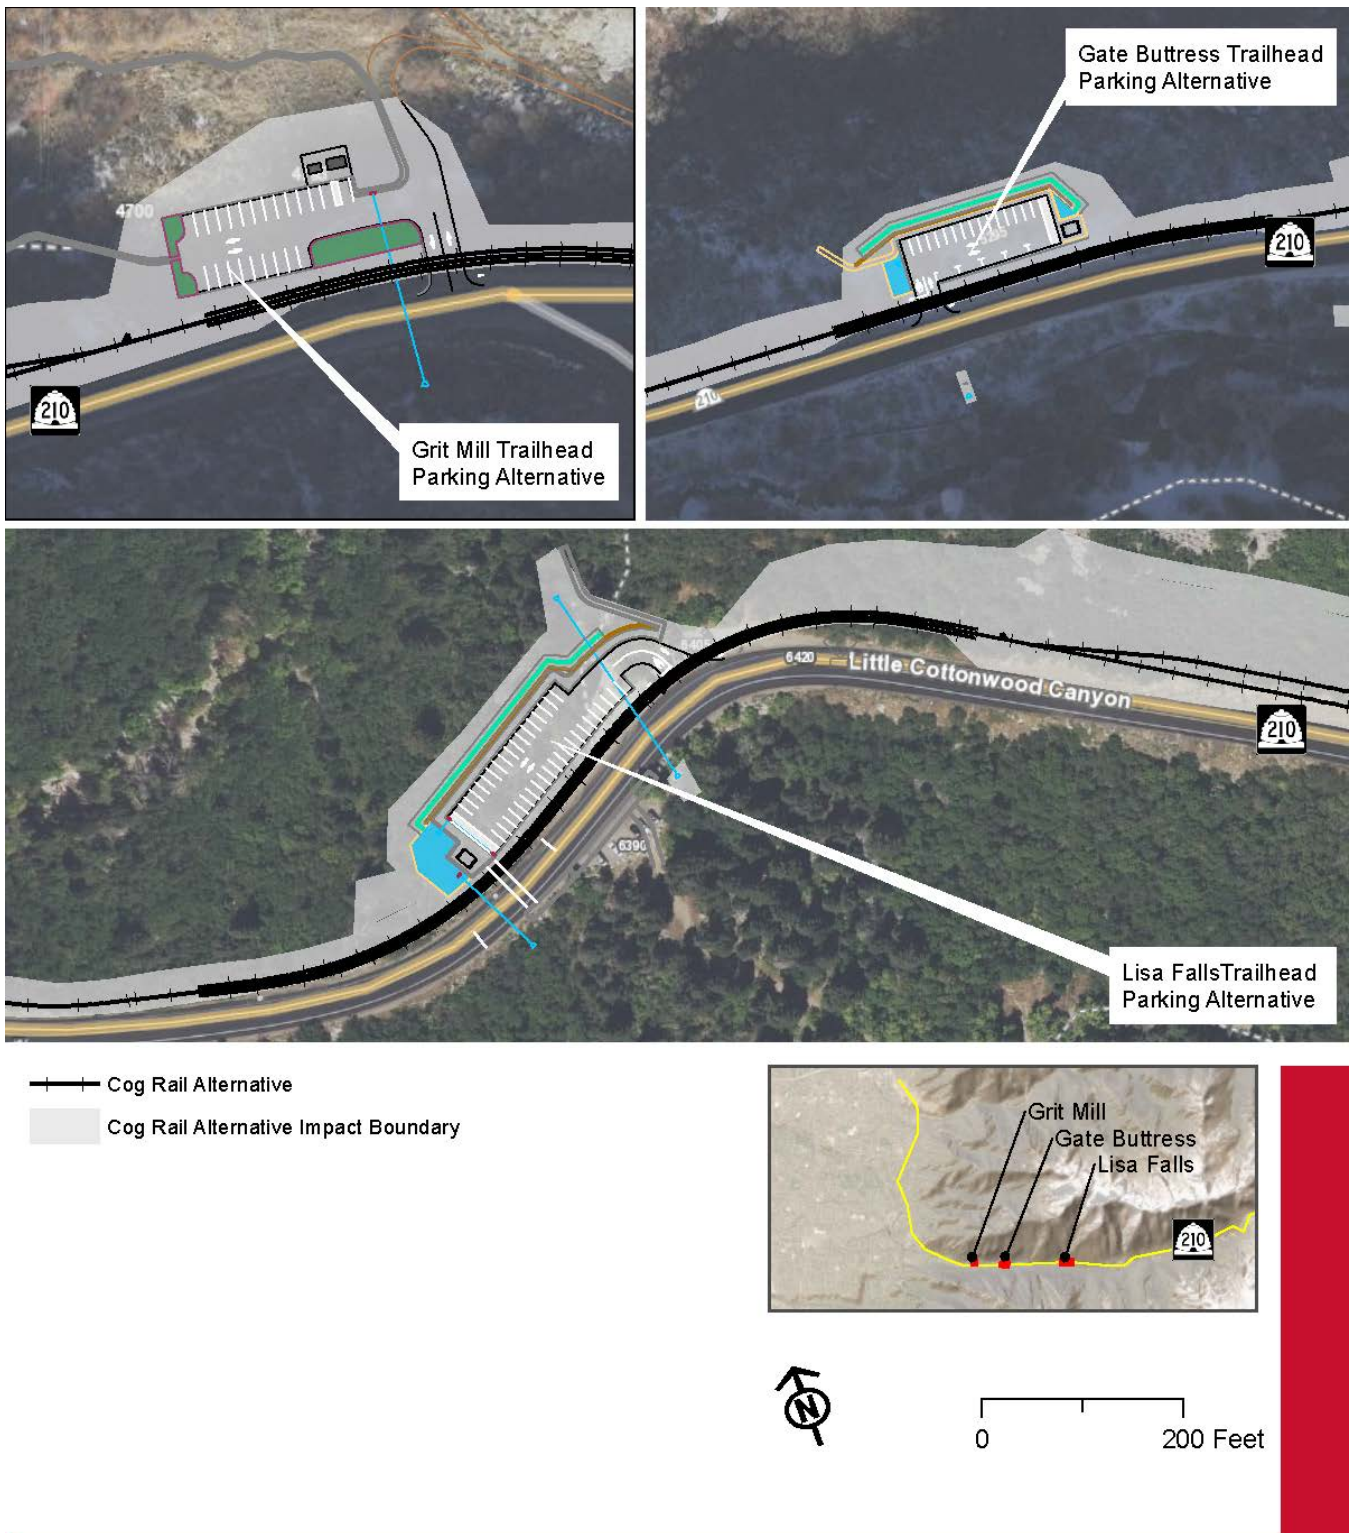 Gate Buttress Trailhead
Parking Alternative
4700
210
210
210
Grit Mill Trailhead
Parking Alternative
6420
Little Cottonwood Canyon
210
6390
Lisa FallsTrailhead
Parking Alternative
Cog Rail Alternative
Cog Rail Alternative Impact Boundary
Grit Mill
Gate Buttress
Lisa Falls
210
N
0
200 Feet